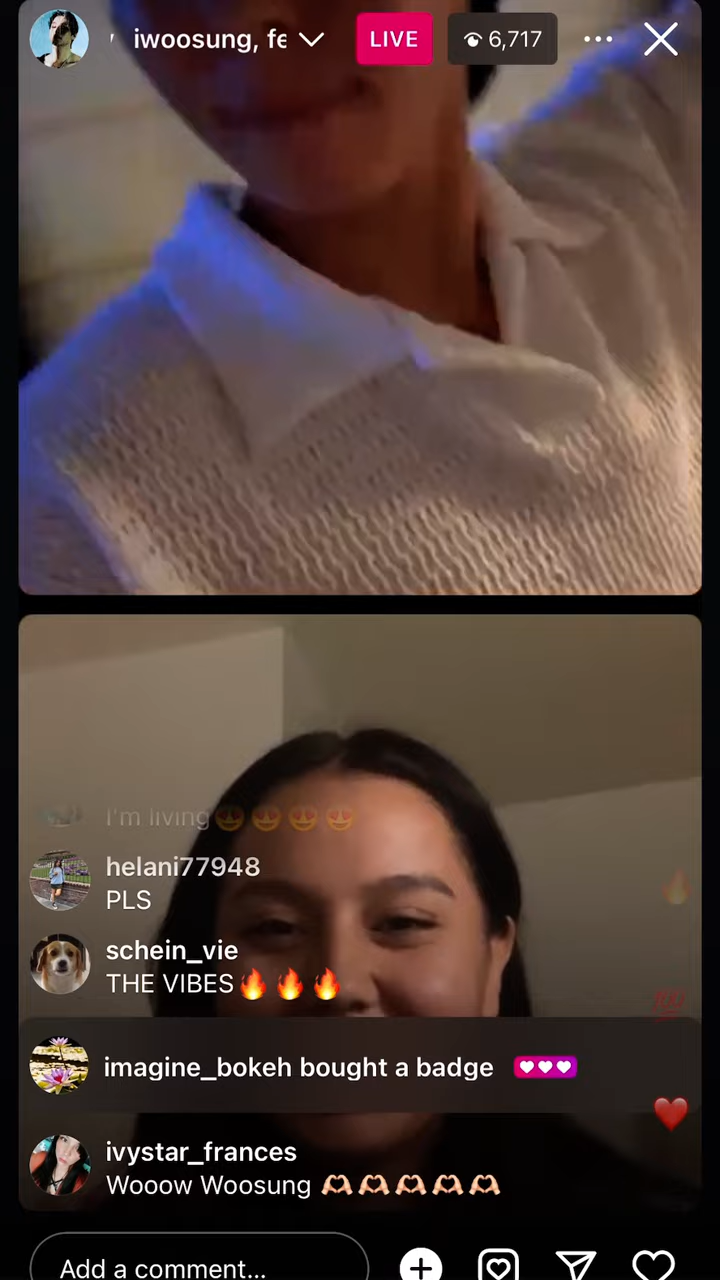 iwoosung, fe
LIVE
6,717
I'm living😍😍😍😍
helani77948
PLS
schein_vie
THE VIBES🔥🔥🔥
imagine_bokeh bought a badge
ivystar_frances
Wooow Woosung 🫶🏻🫶🏻🫶🏻🫶🏻🫶🏻
Add a comment...